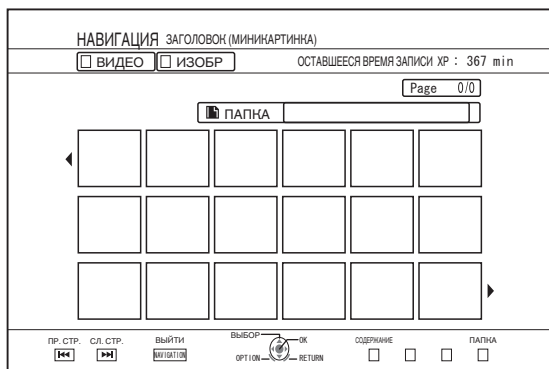 НАВИГАЦИЯ ЗАГОЛОВОК (МИНИКАРТИНКА)
ВИДЕО ИЗОБР ОСТАВШЕЕСЯ ВРЕМЯ ЗАПИСИ XP : 367 min
Page 0/0
ПАПКА
ПР. СТР. СЛ. СТР. ВЫЙТИ ВЫБОР OK СОДЕРЖАНИЕ ПАПКА
NAVIGATION OPTION RETURN